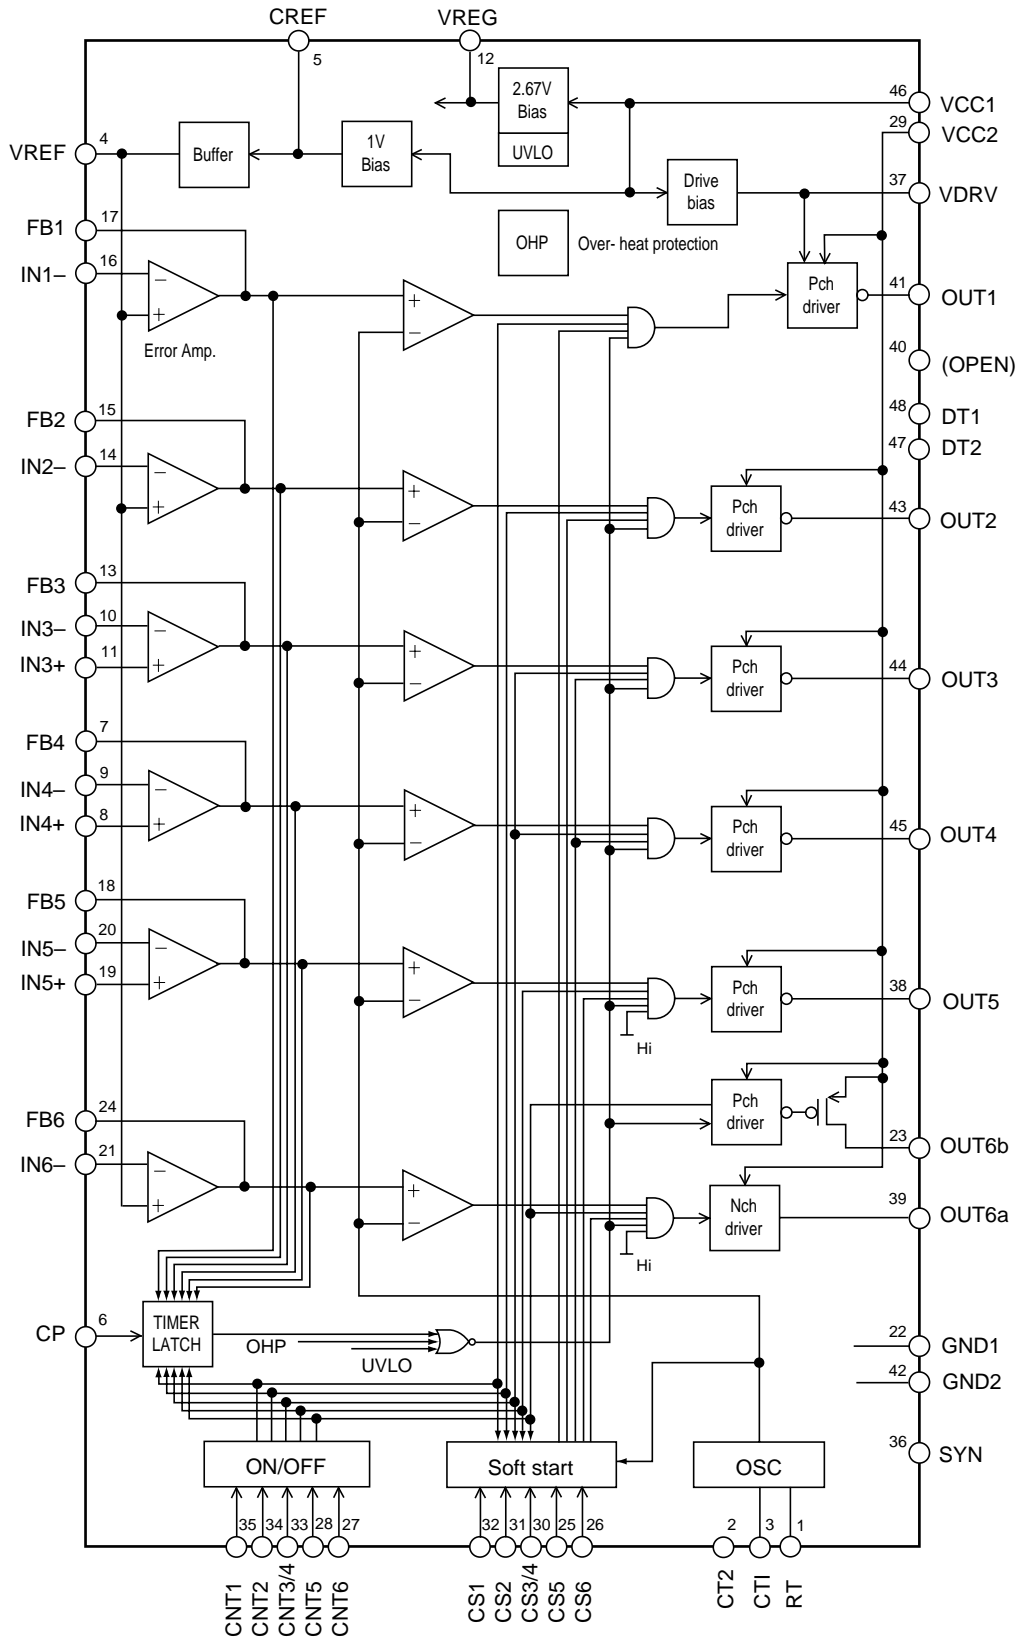 CREF
VREG
5
12
2.67V
Bias
UVLO
46
VCC1
29
VCC2
VREF
4
Buffer
1V
Bias
Drive
bias
37
VDRV
OHP
Over- heat protection
FB1
17
IN1–
16
−
+
Error Amp.
+
−
Pch
driver
41
OUT1
40
(OPEN)
48
DT1
47
DT2
FB2
15
IN2–
14
−
+
+
−
Pch
driver
43
OUT2
FB3
13
IN3–
10
IN3+
11
−
+
+
−
Pch
driver
44
OUT3
FB4
7
IN4–
9
IN4+
8
−
+
+
−
Pch
driver
45
OUT4
FB5
18
IN5–
20
IN5+
19
−
+
+
−
Hi
Pch
driver
38
OUT5
Pch
driver
23
OUT6b
FB6
24
IN6–
21
−
+
+
−
Hi
Nch
driver
39
OUT6a
CP
6
TIMER
LATCH
OHP
UVLO
22
GND1
42
GND2
36
SYN
ON/OFF
Soft start
OSC
35
34
33
28
27
32
31
30
25
26
2
3
1
CNT1
CNT2
CNT3/4
CNT5
CNT6
CS1
CS2
CS3/4
CS5
CS6
CT2
CTI
RT